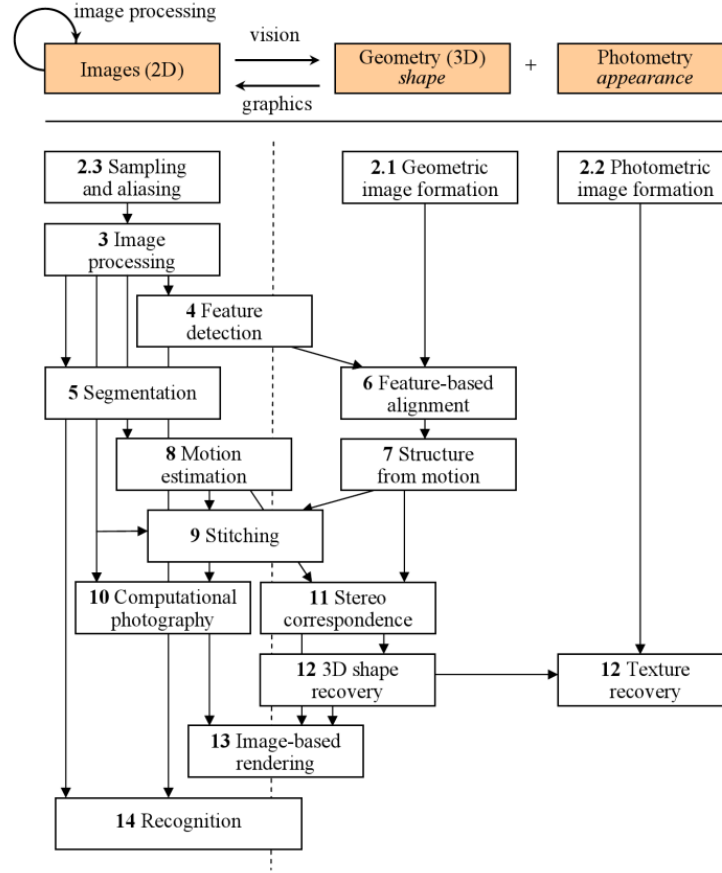 image processing
Images (2D)
vision
graphics
Geometry (3D)
shape
+
Photometry
appearance
2.3 Sampling
and aliasing
2.1 Geometric
image formation
2.2 Photometric
image formation
3 Image
processing
4 Feature
detection
5 Segmentation
6 Feature-based
alignment
8 Motion
estimation
7 Structure
from motion
9 Stitching
10 Computational
photography
11 Stereo
correspondence
12 3D shape
recovery
12 Texture
recovery
13 Image-based
rendering
14 Recognition